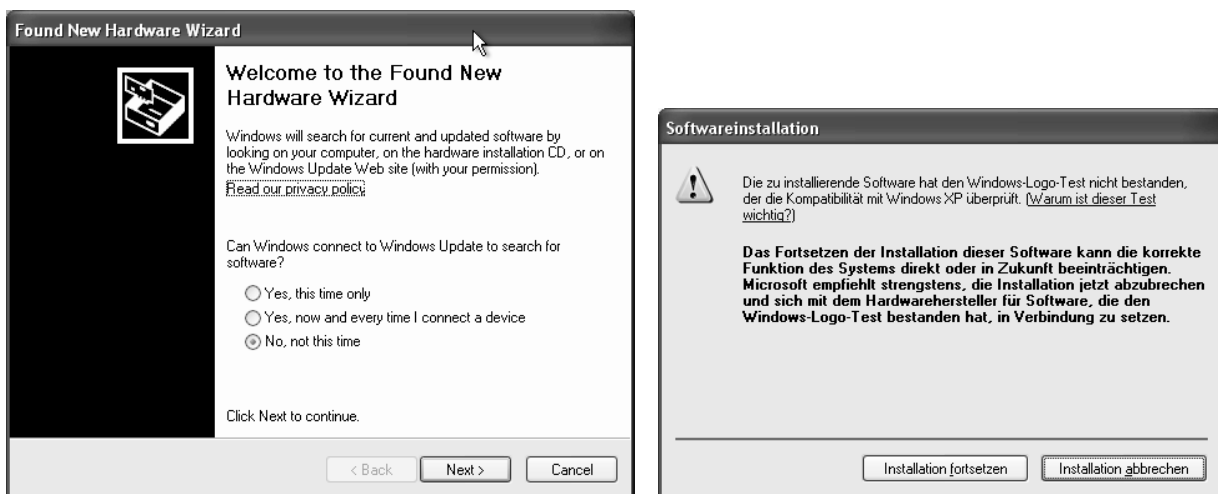 Found New Hardware Wizard
Welcome to the Found New
Hardware Wizard
Windows will search for current and updated software by
looking on your computer, on the hardware installation CD, or on
the Windows Update Web site (with your permission).
Read our privacy policy
Can Windows connect to Windows Update to search for
software?
Yes, this time only
Yes, now and every time I connect a device
No, not this time
Click Next to continue.
< Back
Next >
Cancel
Softwareinstallation
Die zu installierende Software hat den Windows-Logo-Test nicht bestanden,
der die Kompatibilität mit Windows XP überprüft. (Warum ist dieser Test
wichtig?)
Das Fortsetzen der Installation dieser Software kann die korrekte
Funktion des Systems direkt oder in Zukunft beeinträchtigen.
Microsoft empfiehlt strengstens, die Installation jetzt abzubrechen
und sich mit dem Hardwarehersteller für Software, die den
Windows-Logo-Test bestanden hat, in Verbindung zu setzen.
Installation fortsetzen
Installation abbrechen